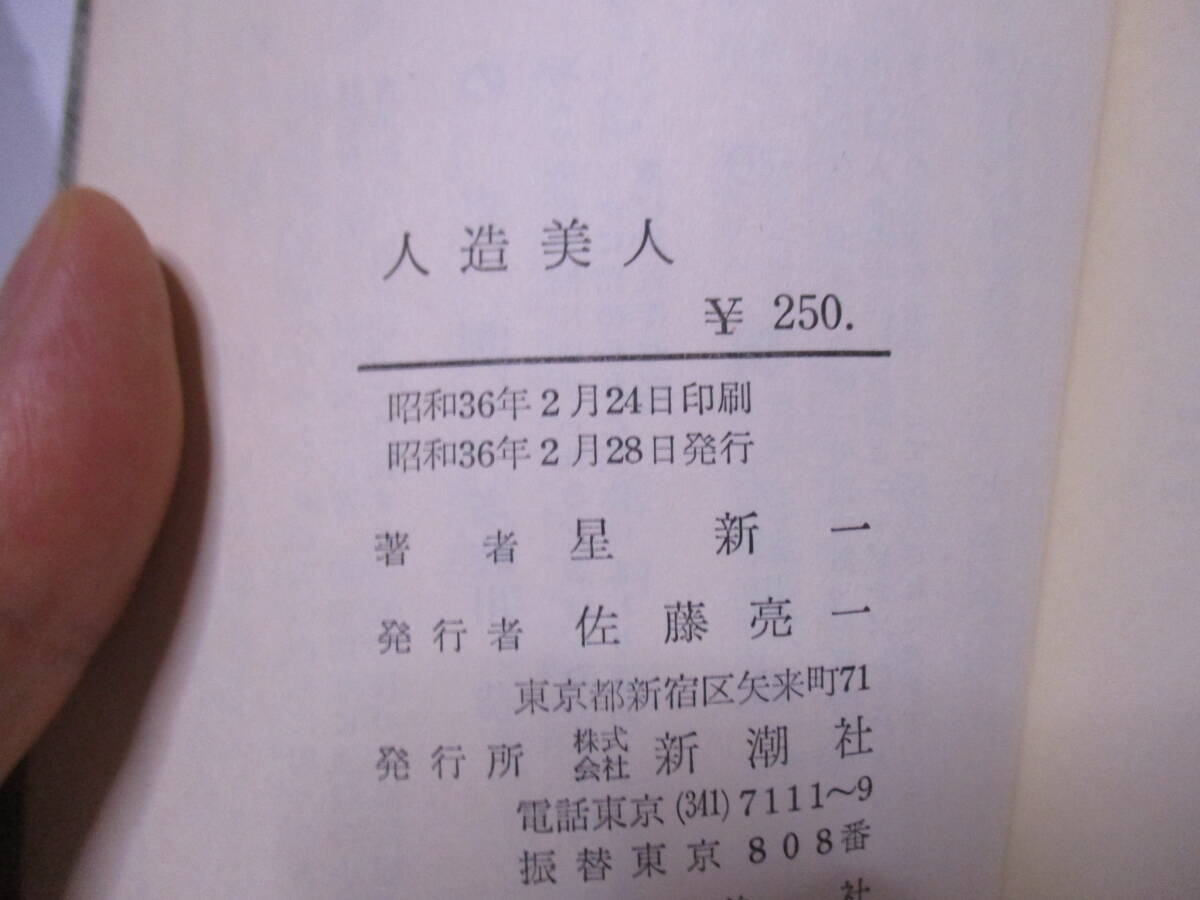 人造美人
¥ 250.
昭和36年2月24日印刷
昭和36年2月28日発行
著者 星新一
発行者 佐藤亮一
東京都新宿区矢来町71
発行所 株式会社 新潮社
電話東京(341)7111〜9
振替東京808番
社